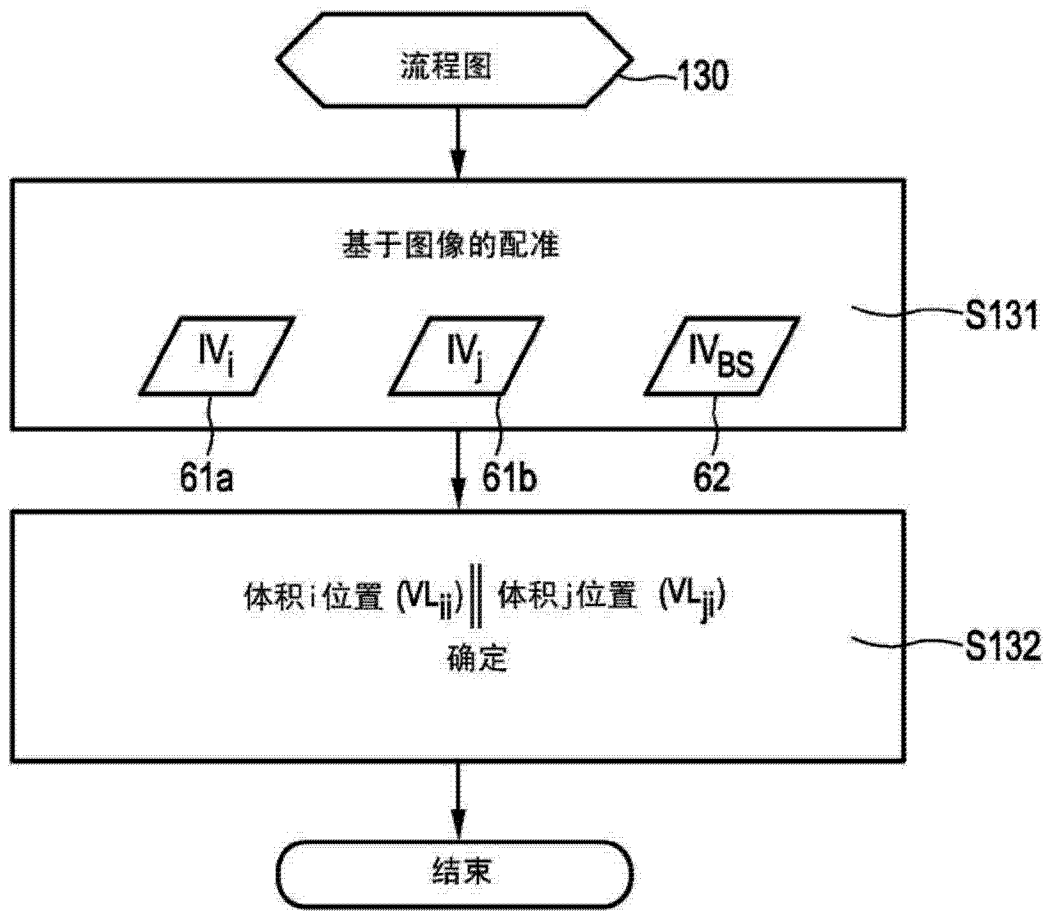 流程图
130
基于图像的配准
S131
IVi
IVj
IVBS
61a
61b
62
体积i位置 (VLii)‖体积j位置 (VLji)
确定
S132
结束